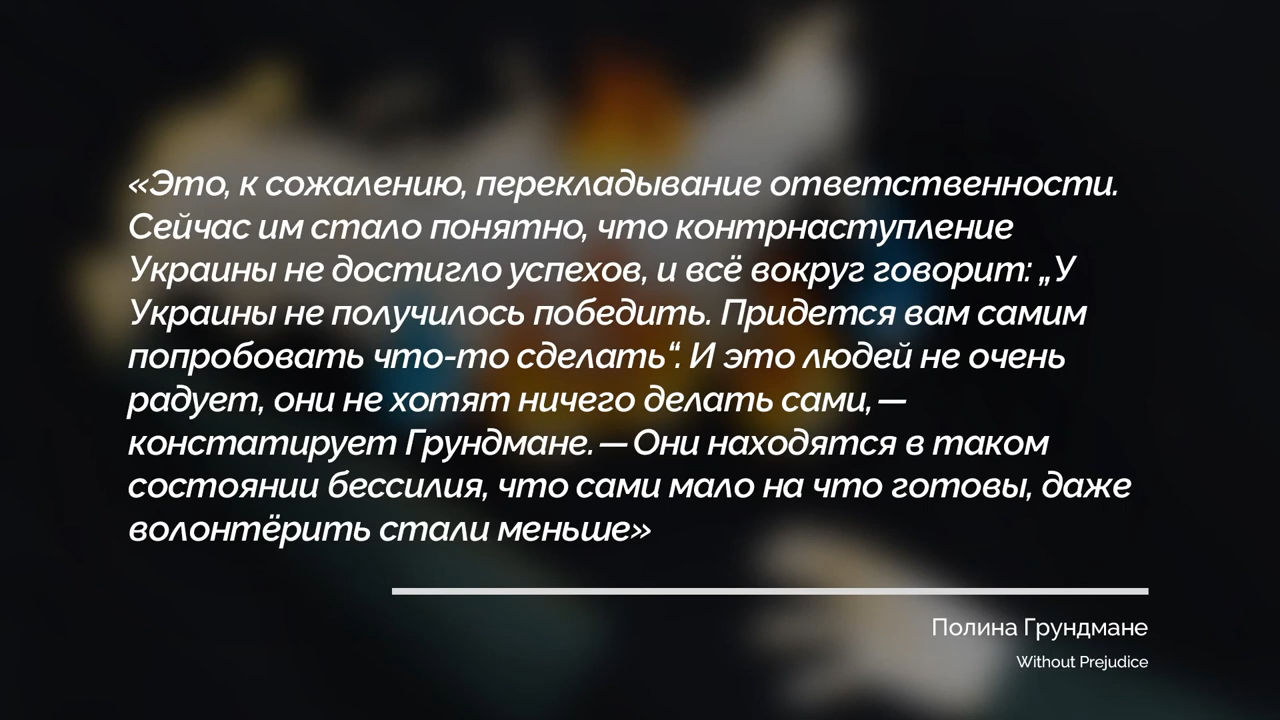 «Это, к сожалению, перекладывание ответственности.
Сейчас им стало понятно, что контрнаступление
Украины не достигло успехов, и всё вокруг говорит: „У
Украины не получилось победить. Придется вам самим
попробовать что-то сделать“. И это людей не очень
радует, они не хотят ничего делать сами, —
констатирует Грундмане. — Они находятся в таком
состоянии бессилия, что сами мало на что готовы, даже
волонтёрить стали меньше»
Полина Грундмане
Without Prejudice